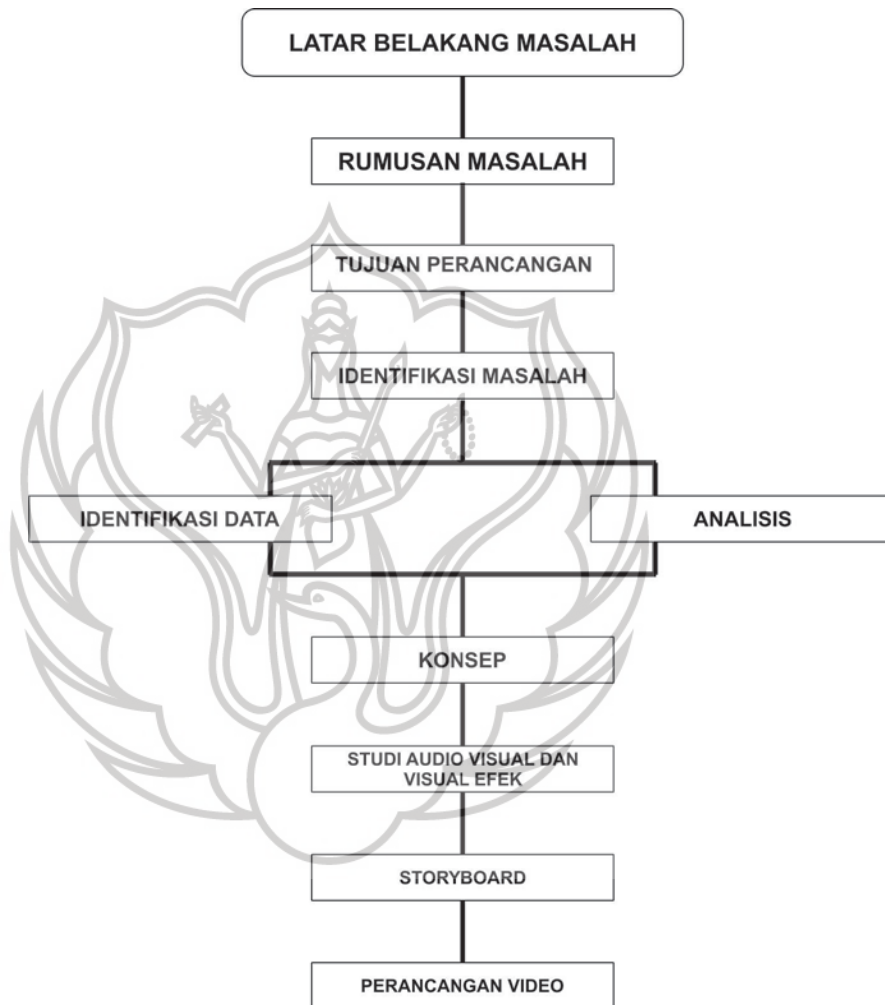 LATAR BELAKANG MASALAH
RUMUSAN MASALAH
TUJUAN PERANCANGAN
IDENTIFIKASI MASALAH
IDENTIFIKASI DATA
ANALISIS
KONSEP
STUDI AUDIO VISUAL DAN
VISUAL EFEK
STORYBOARD
PERANCANGAN VIDEO